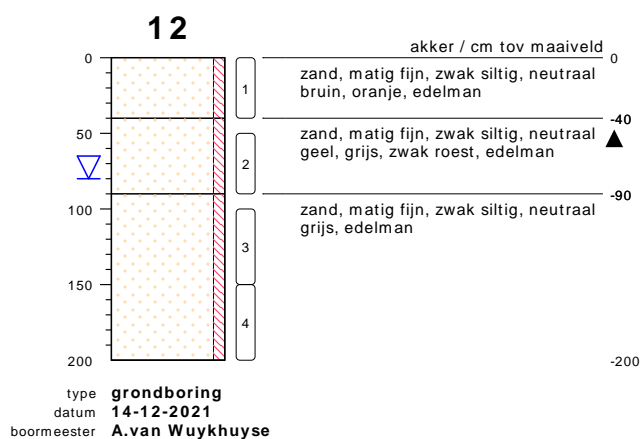 12
akker / cm tov maaiveld
0
0
zand, matig fijn, zwak siltig, neutraal
bruin, oranje, edelman
1
-40
50
zand, matig fijn, zwak siltig, neutraal
geel, grijs, zwak roest, edelman
2
-90
100
zand, matig fijn, zwak siltig, neutraal
grijs, edelman
3
150
4
200
-200
type grondboring
datum 14-12-2021
boormeester A.van Wuykhuyse